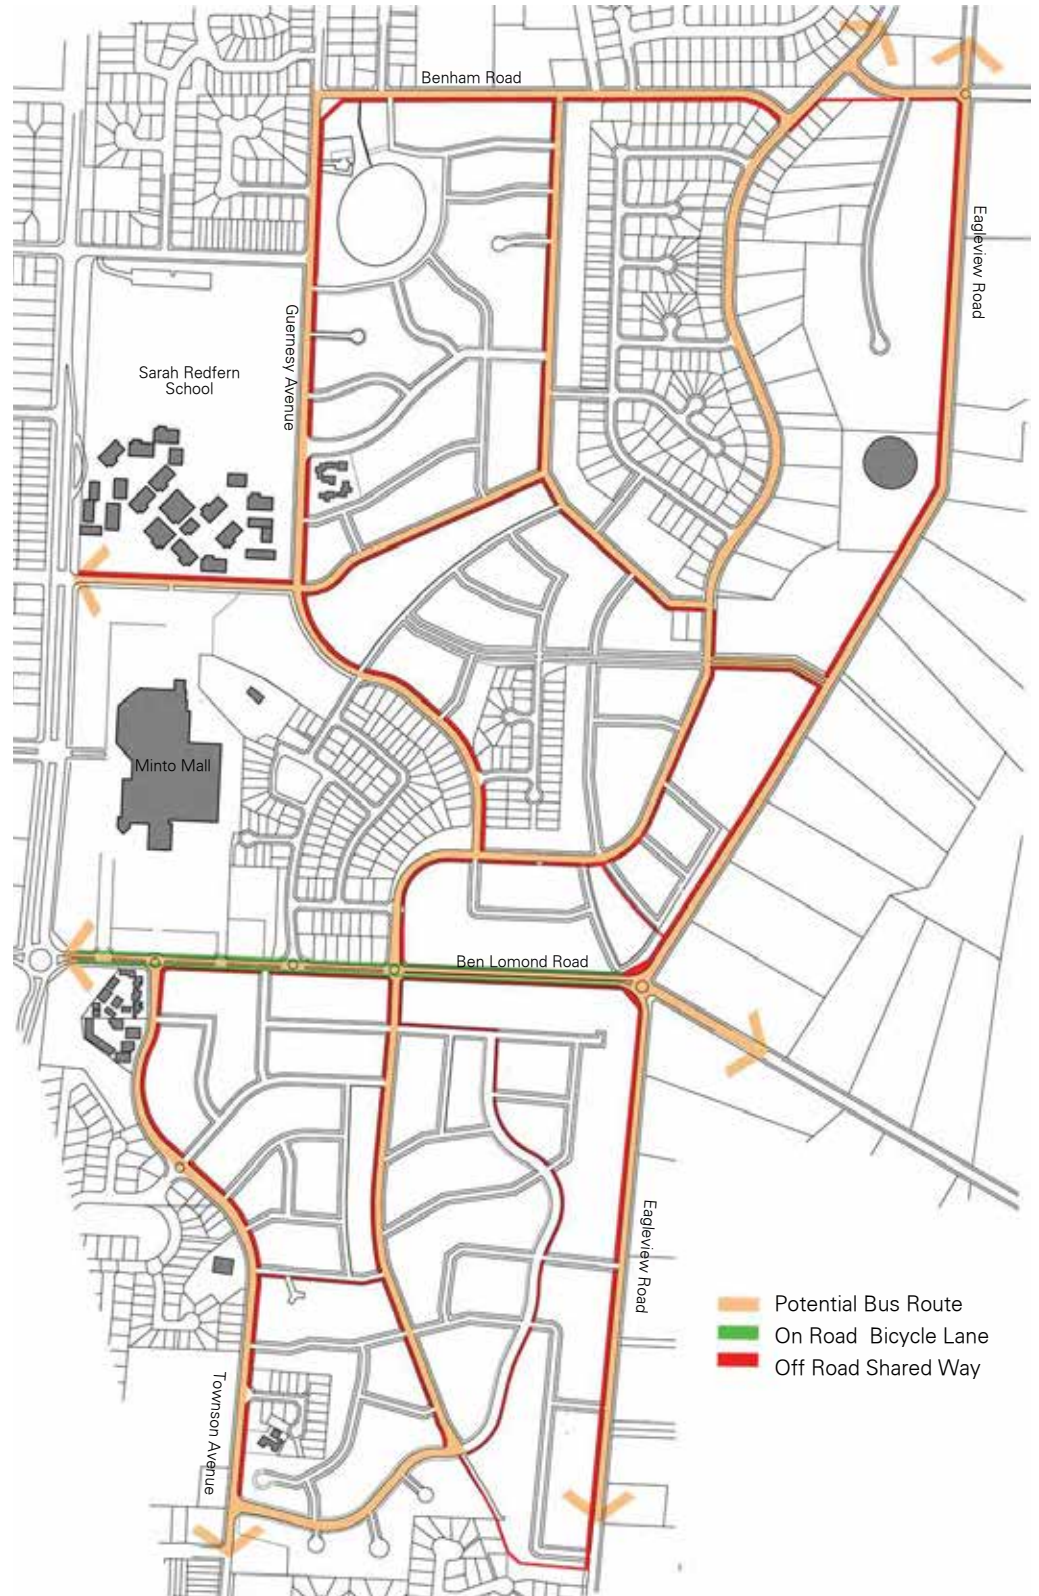 Benham Road
Eagleview Road
Guernesy Avenue
Sarah Redfern
School
Minto Mall
Ben Lomond Road
Eagleview Road
Potential Bus Route
On Road Bicycle Lane
Off Road Shared Way
Townson Avenue